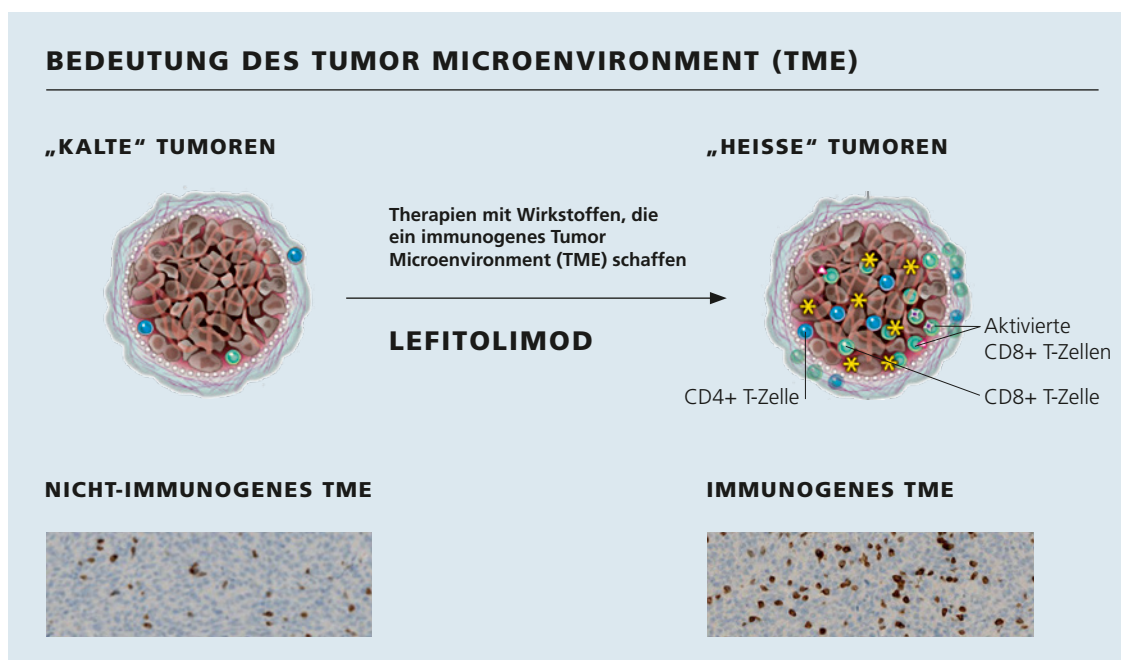 BEDEUTUNG DES TUMOR MICROENVIRONMENT (TME)
„KALTE“ TUMOREN
„HEISSE“ TUMOREN
Therapien mit Wirkstoffen, die
ein immunogenes Tumor
Microenvironment (TME) schaffen
LEFITOLIMOD
Aktivierte
CD8+ T-Zellen
CD4+ T-Zelle
CD8+ T-Zelle
NICHT-IMMUNOGENES TME
IMMUNOGENES TME